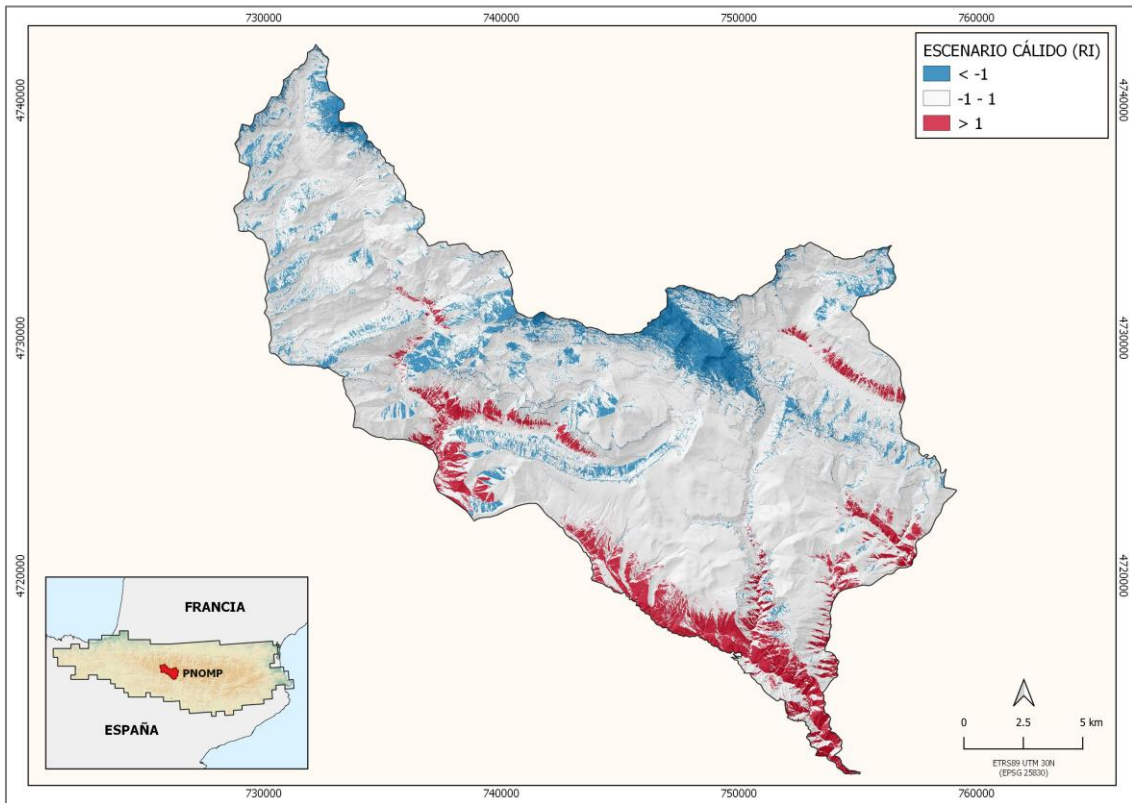 730000
740000
750000
760000
4740000
4740000
ESCENARIO CÁLIDO (RI)
< -1
-1 - 1
> 1
4730000
4730000
4720000
4720000
FRANCIA
PNOMP
ESPAÑA
0
2.5
5 km
ETRS89 UTM 30N
(EPSG 25830)
730000
740000
750000
760000